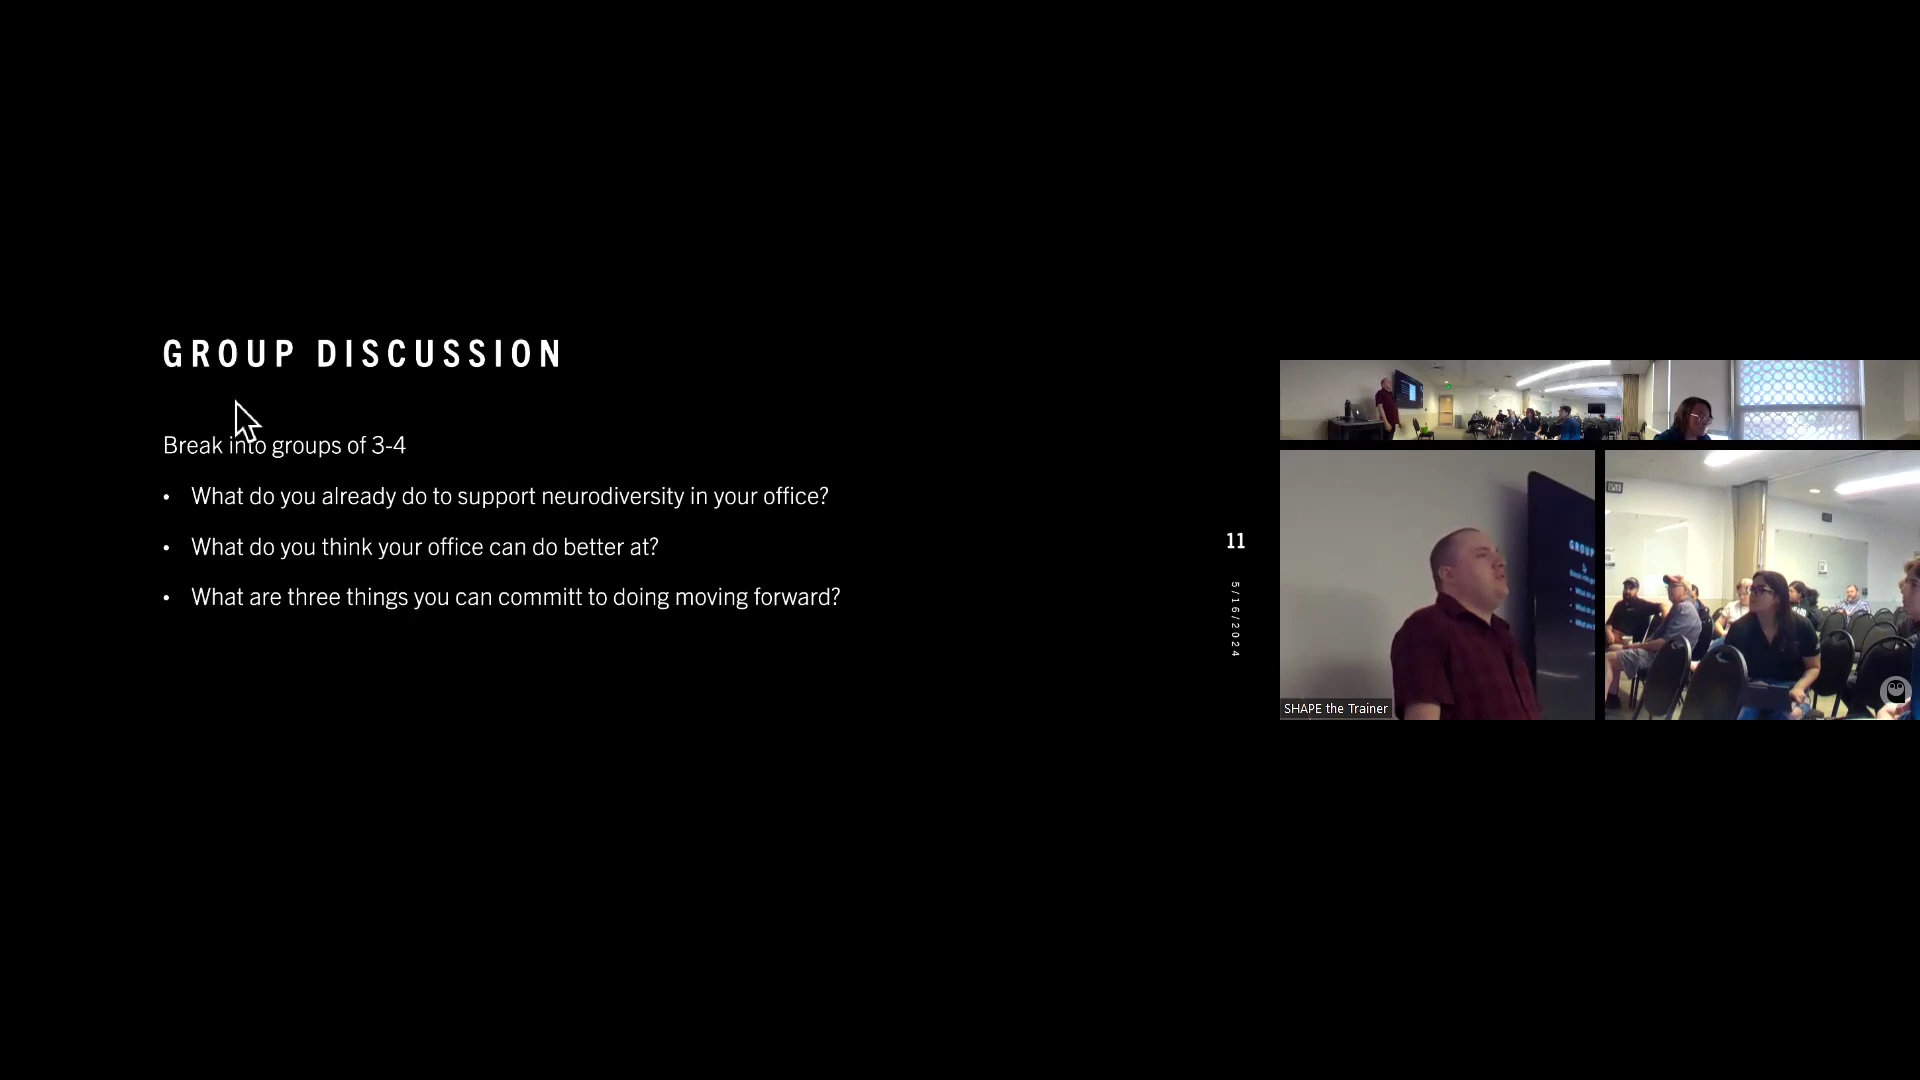 GROUP DISCUSSION
Break into groups of 3-4
• What do you already do to support neurodiversity in your office?
• What do you think your office can do better at?
• What are three things you can committ to doing moving forward?
11
5/16/2024
SHAPE the Trainer
GROUP